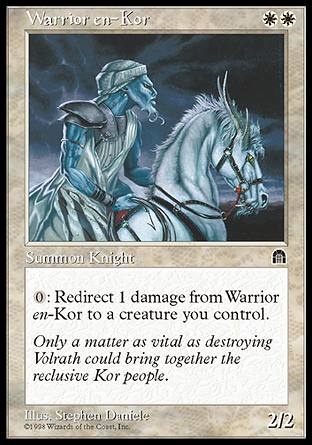 Warrior en-Kor
Summon Knight
0: Redirect 1 damage from Warrior
en-Kor to a creature you control.
Only a matter as vital as destroying
Volrath could bring together the
reclusive Kor people.
Illus. Stephen Daniele
©1998 Wizards of the Coast, Inc.
2/2